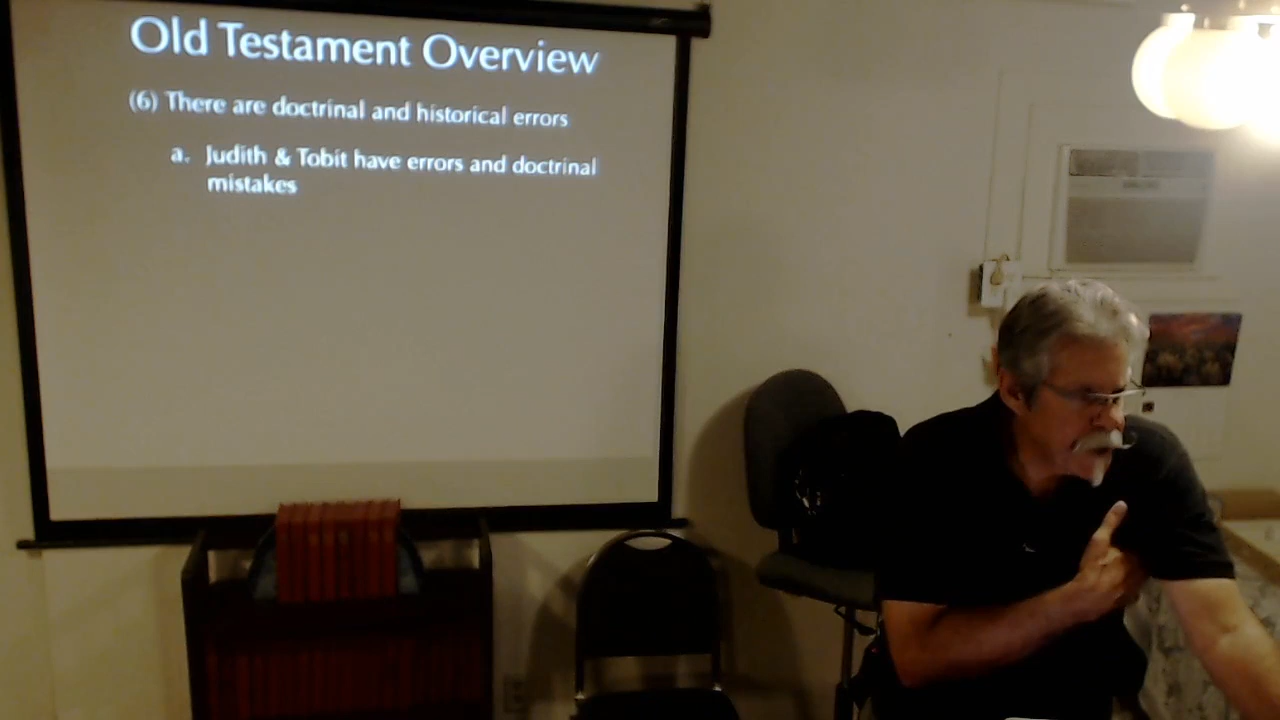 Old Testament Overview
(6) There are doctrinal and historical errors
a. Judith & Tobit have errors and doctrinal
mistakes